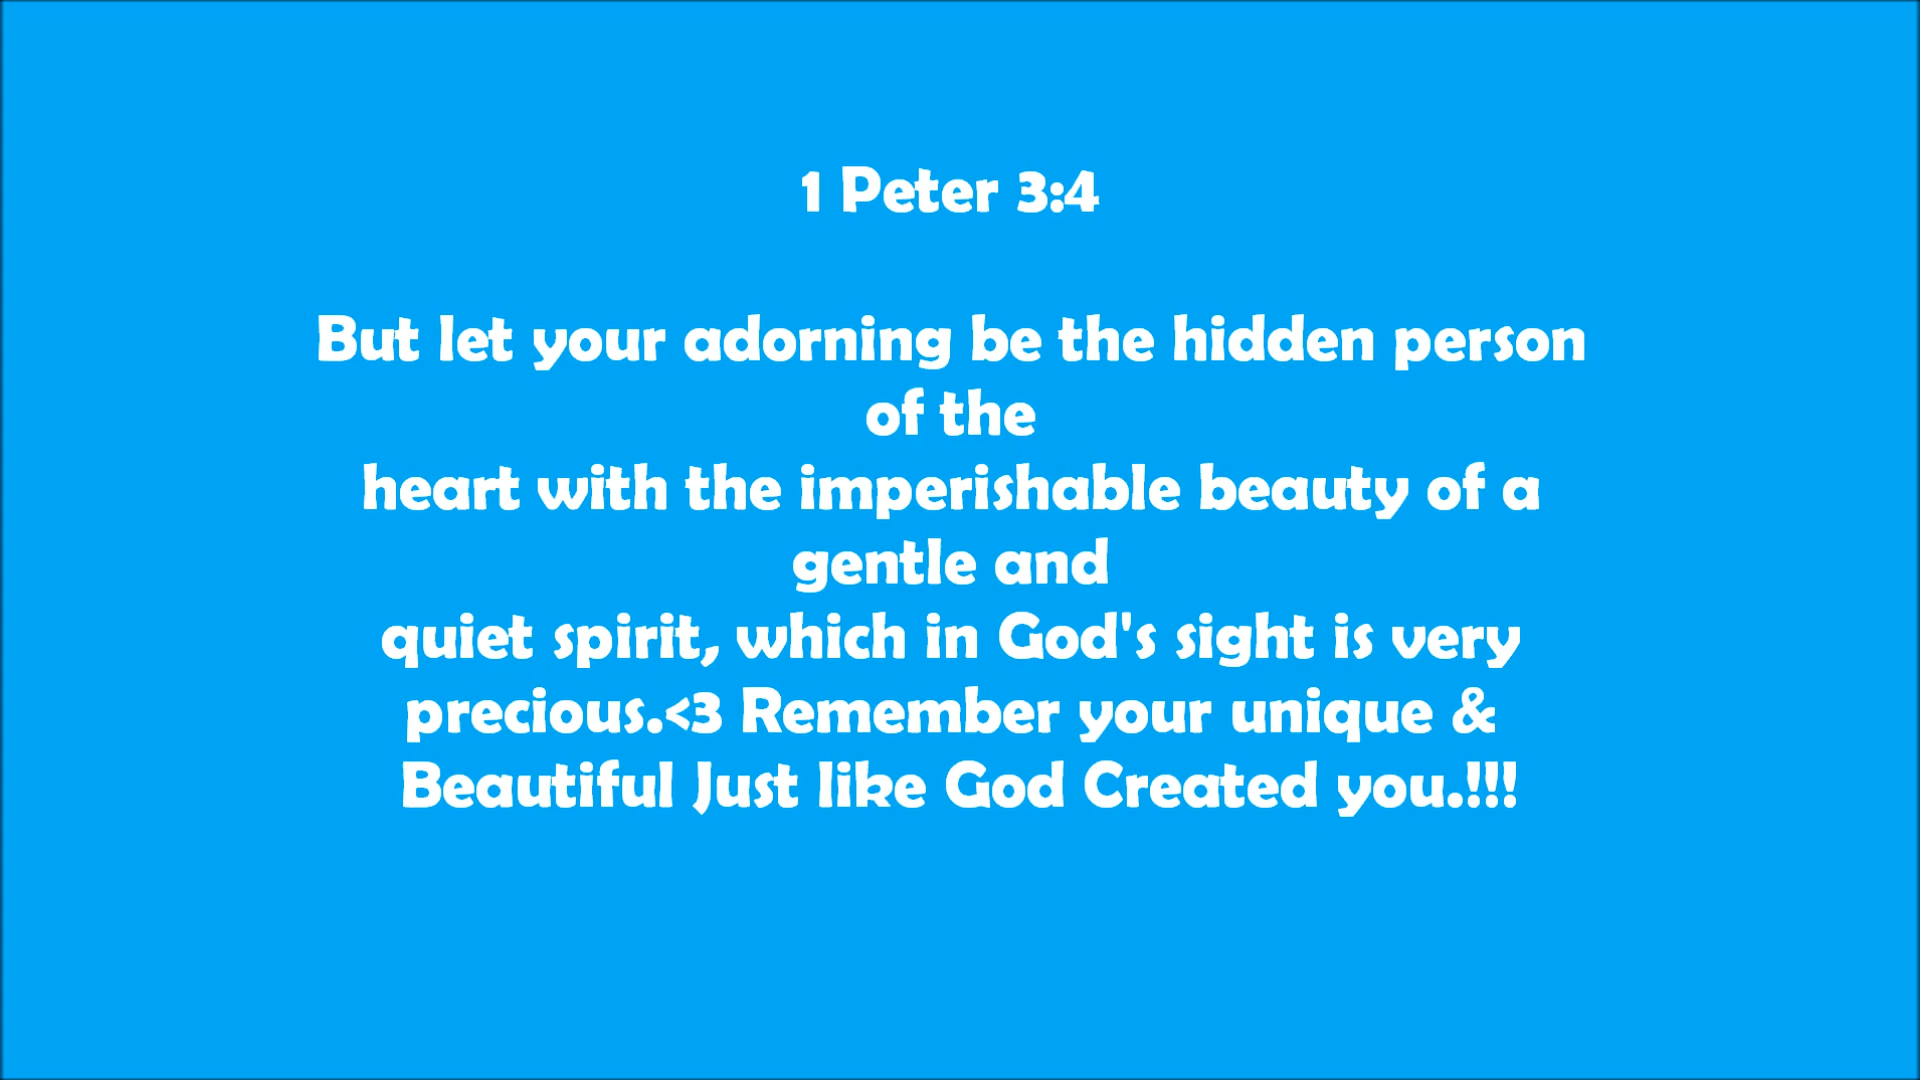 1 Peter 3:4
But let your adorning be the hidden person
of the
heart with the imperishable beauty of a
gentle and
quiet spirit, which in God's sight is very
precious.<3 Remember your unique &
Beautiful Just like God Created you.!!!